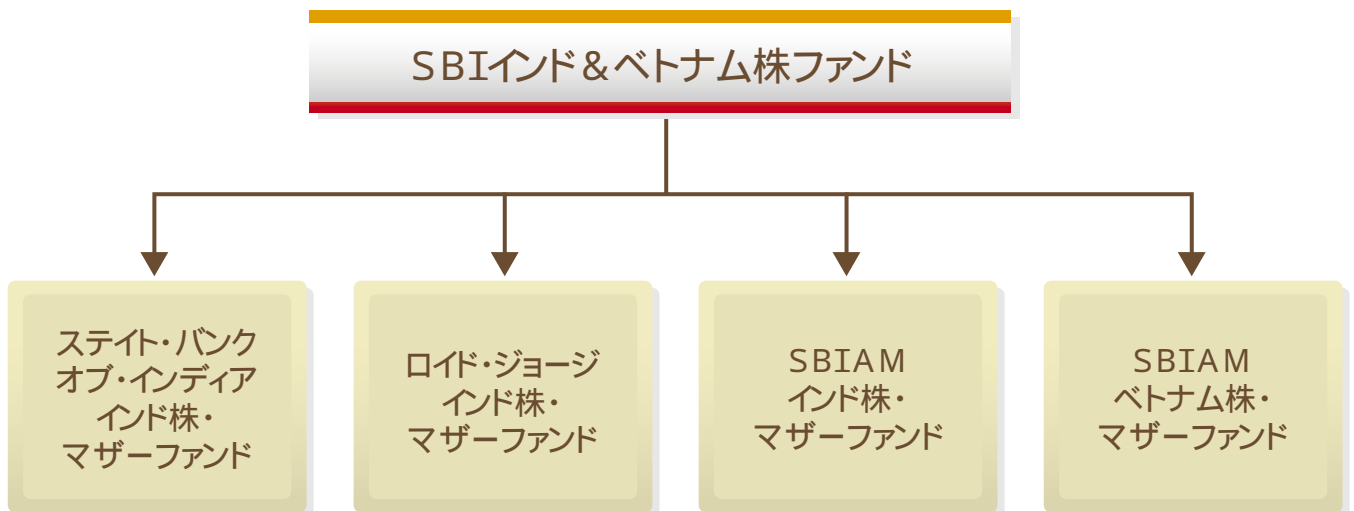 SBIインド&ベトナム株ファンド
ステイト・バンク
オブ・インディア
インド株・
マザーファンド
ロイド・ジョージ
インド株・
マザーファンド
SBIAM
インド株・
マザーファンド
SBIAM
ベトナム株・
マザーファンド